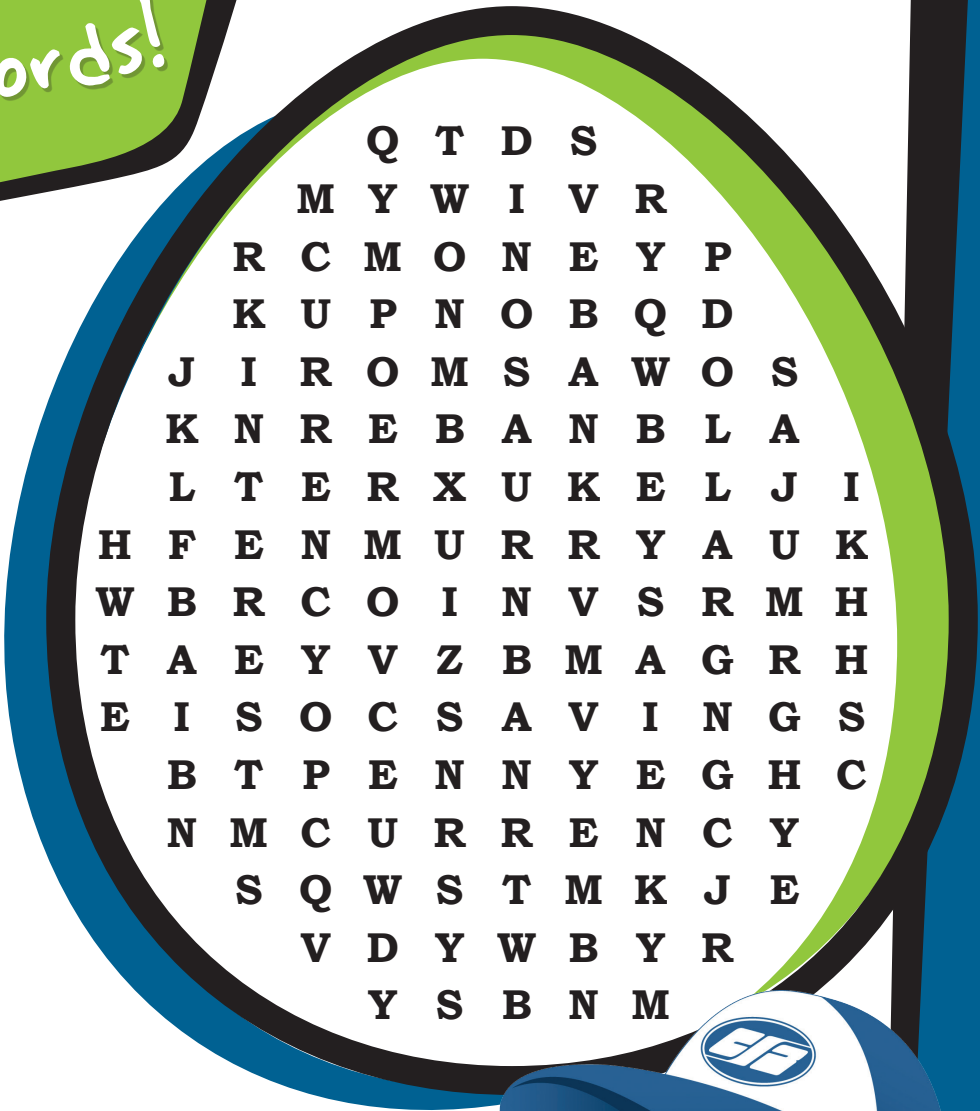 ords!
Q T D S
M Y W I V R
R C M O N E Y P
K U P N O B Q D
J I R O M S A W O S
K N R E B A N B L A
L T E R X U K E L J I
H F E N M U R R Y A U K
W B R C O I N V S R M H
T A E Y V Z B M A G R H
E I S O C S A V I N G S
B T P E N N Y E G H C
N M C U R R E N C Y
S Q W S T M K J E
V D Y W B Y R
Y S B N M